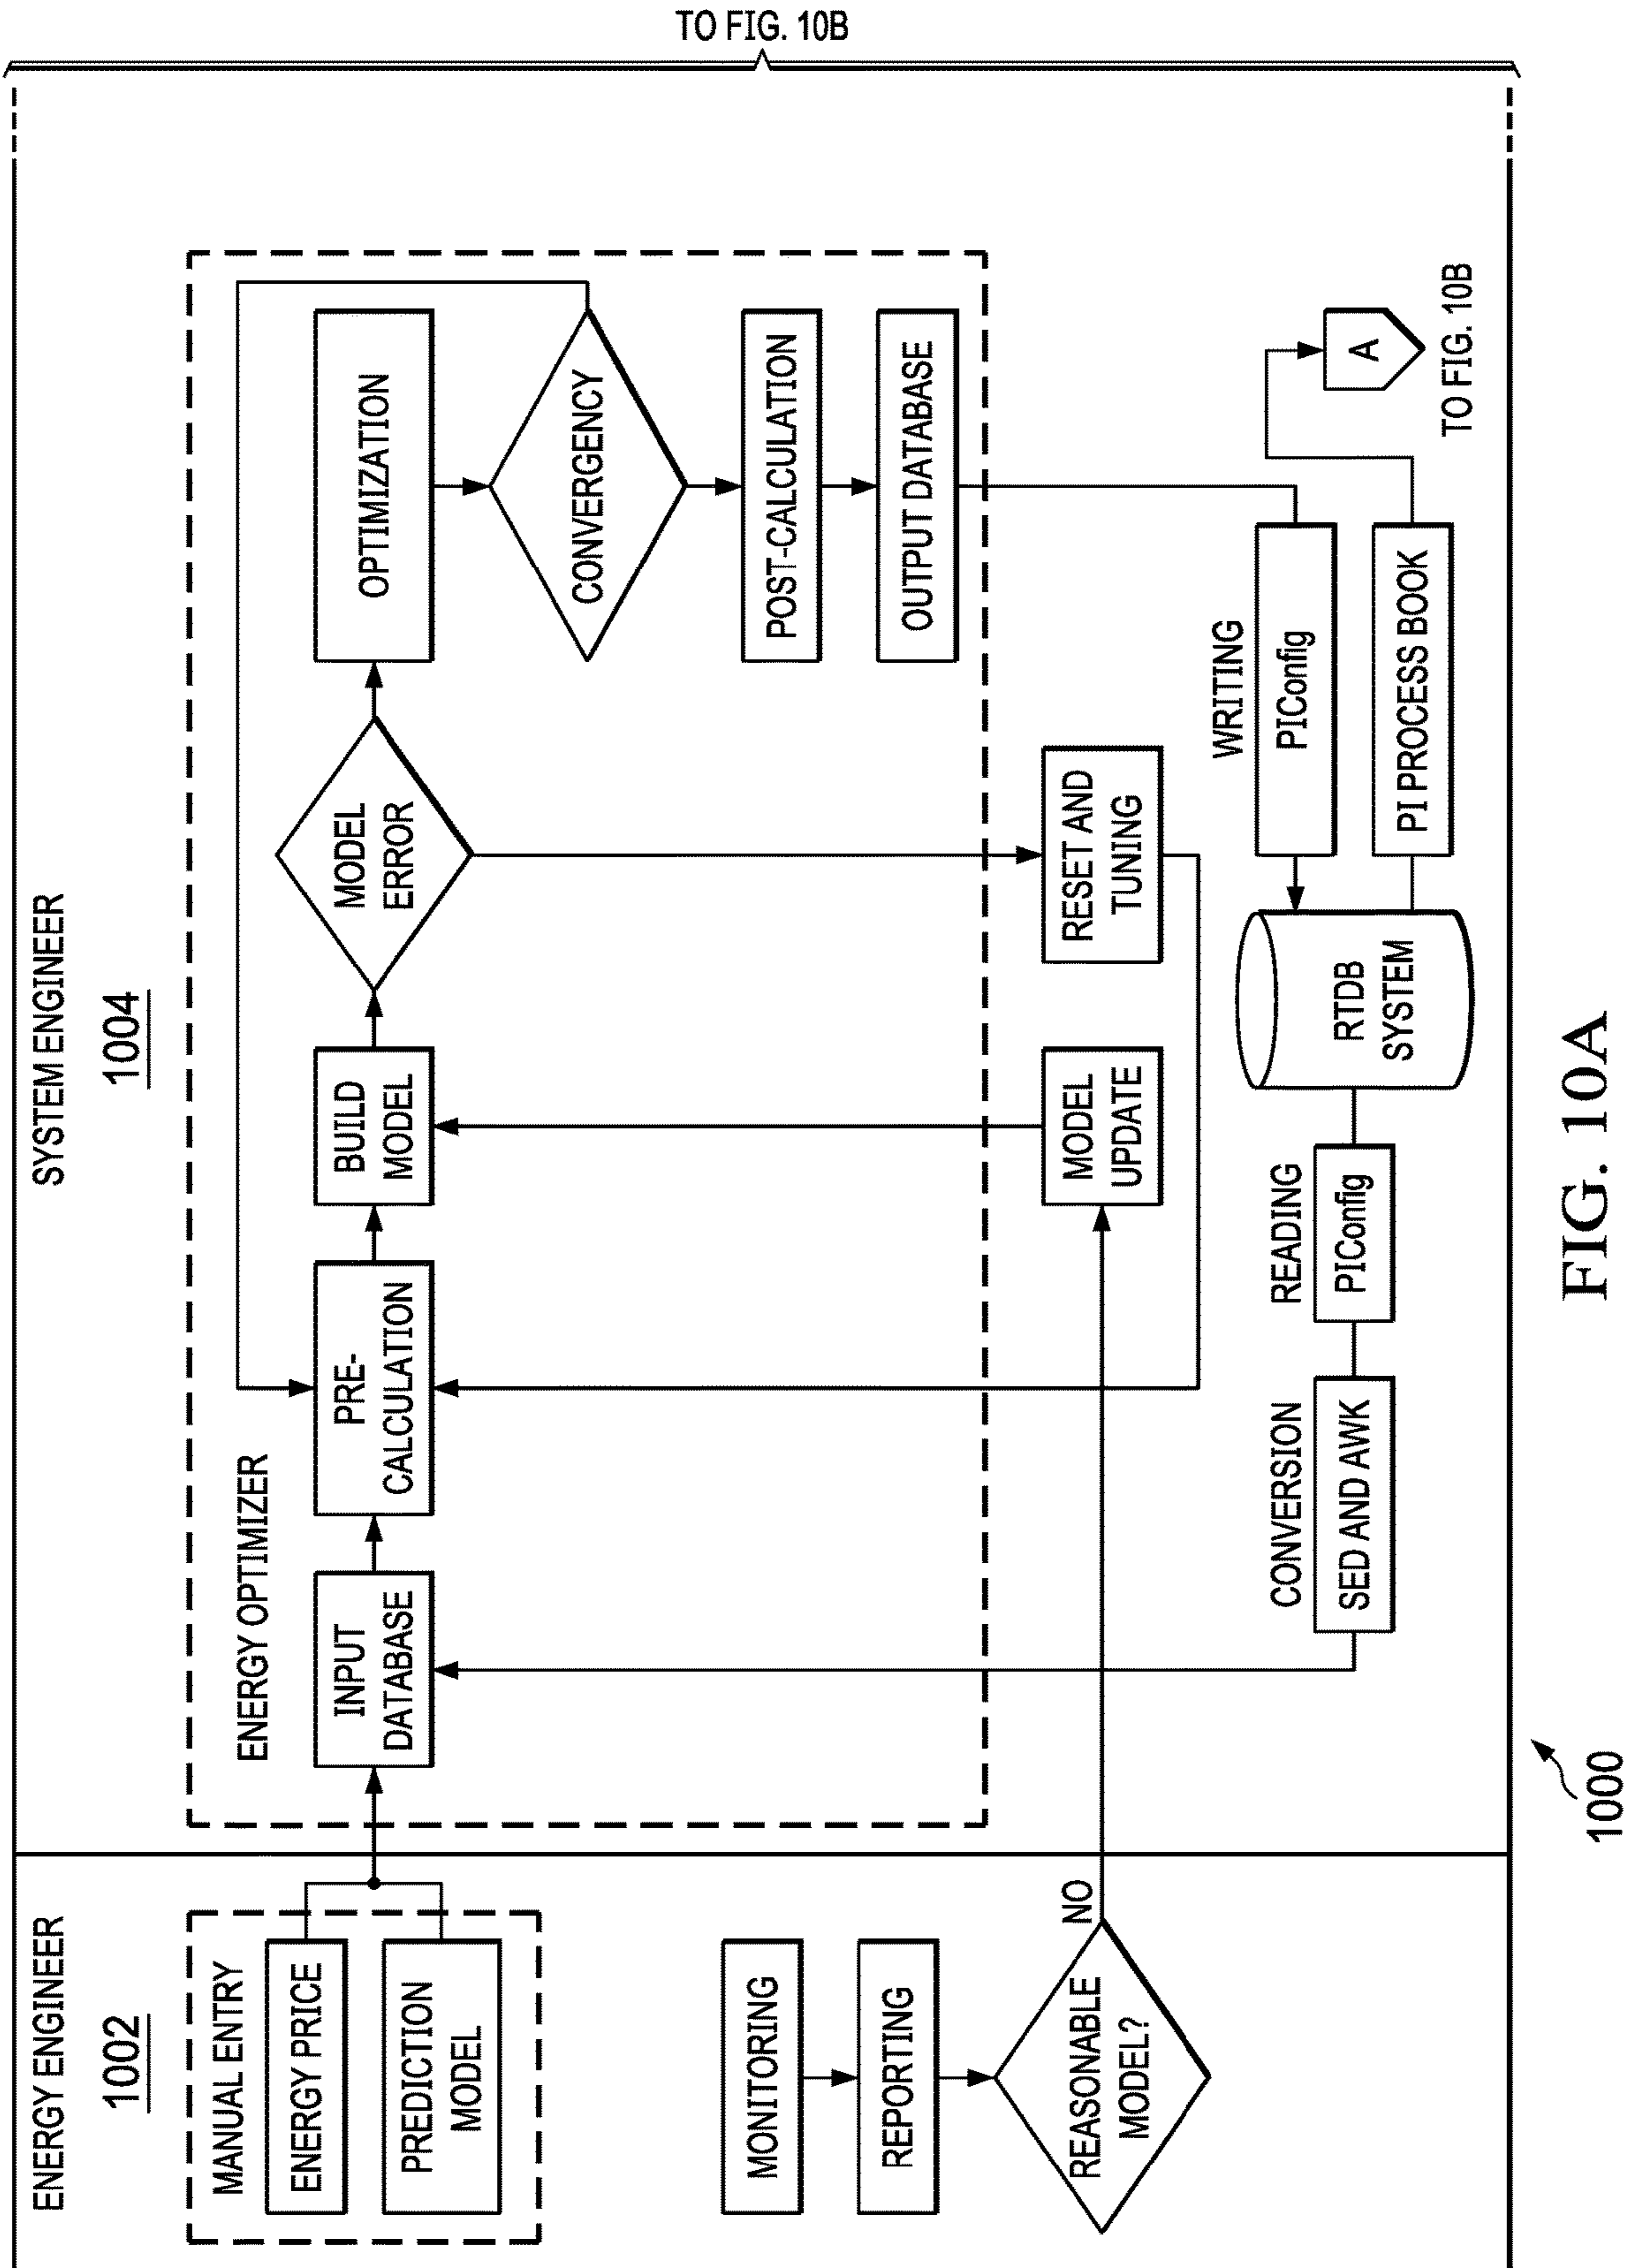 TO FIG. 10B
ENERGY ENGINEER
1002
MANUAL ENTRY
ENERGY PRICE
PREDICTION
MODEL
MONITORING
REPORTING
REASONABLE
MODEL?
NO
SYSTEM ENGINEER
1004
ENERGY OPTIMIZER
INPUT
DATABASE
PRE-
CALCULATION
BUILD
MODEL
MODEL
ERROR
OPTIMIZATION
CONVERGENCY
POST-CALCULATION
OUTPUT DATABASE
MODEL
UPDATE
RESET AND
TUNING
CONVERSION
SED AND AWK
READING
PIConfig
RTDB
SYSTEM
WRITING
PIConfig
PI PROCESS BOOK
A
TO FIG. 10B
1000
FIG. 10A